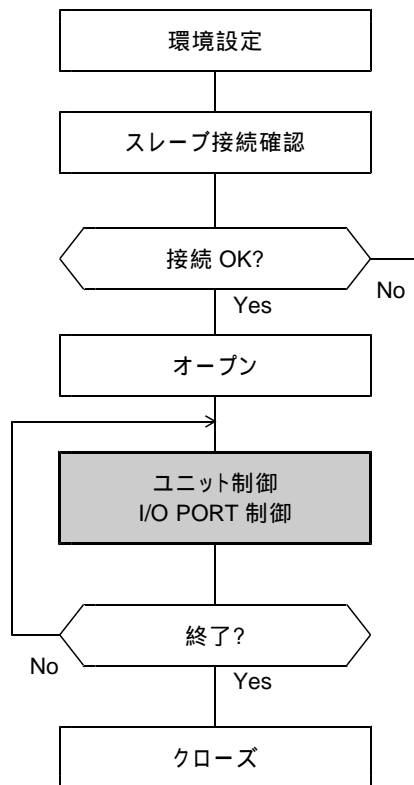 環境設定
スレーブ接続確認
接続 OK?
No
Yes
オープン
ユニット制御
I/O PORT 制御
終了?
No
Yes
クローズ